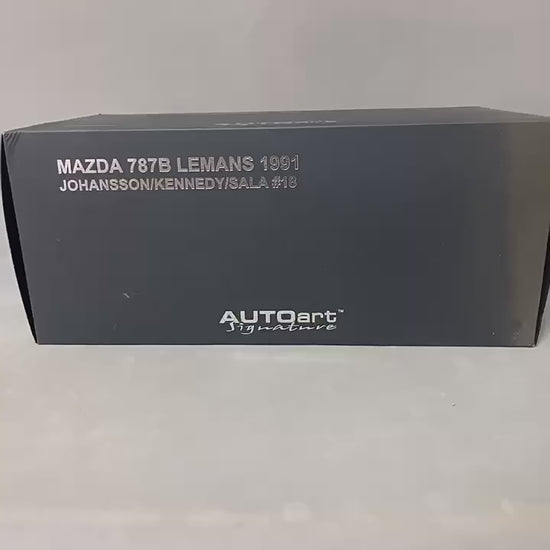 MAZDA 787B LEMANS 1991
JOHANSSON/KENNEDY/SALA #18
AUTOart™
Signature